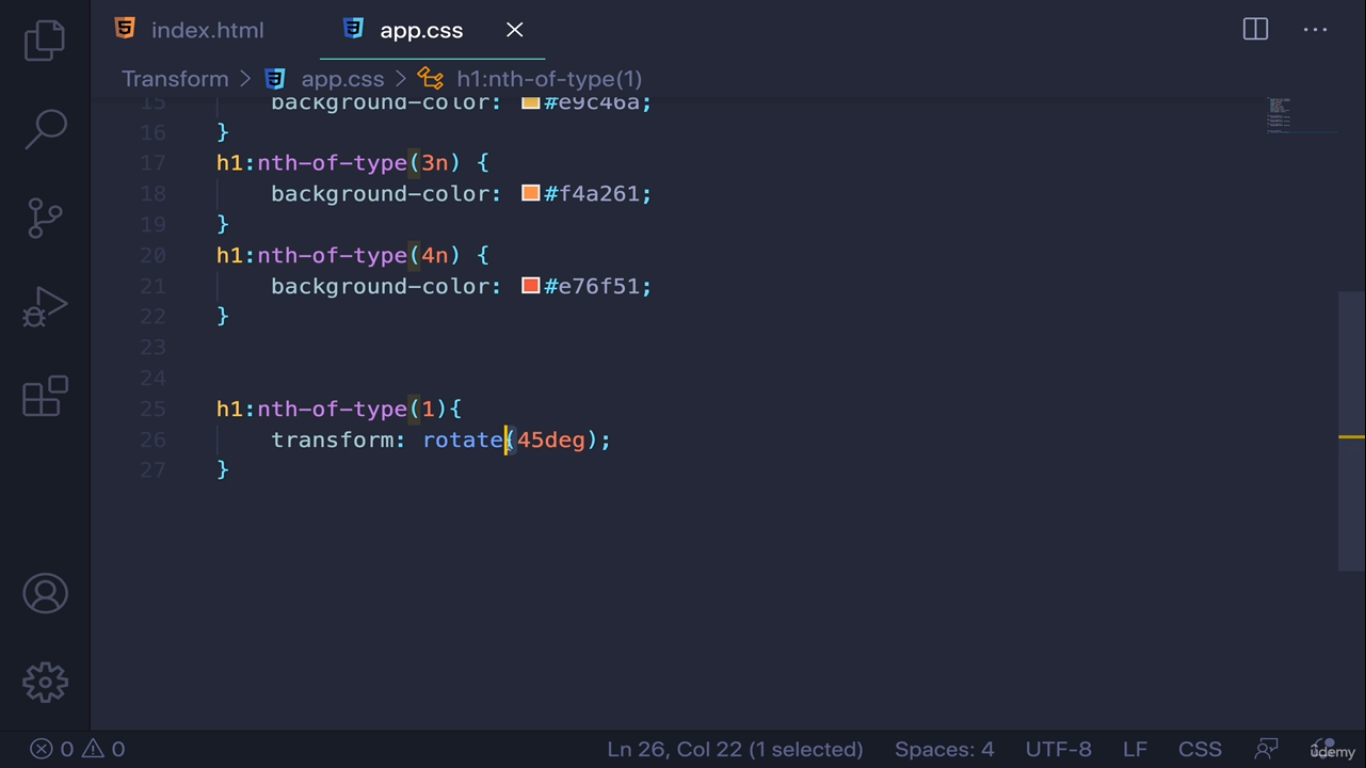 index.html app.css
Transform > app.css > h1:nth-of-type(1)
15 background-color: #e9c46a;
16 }
17 h1:nth-of-type(3n) {
18 background-color: #f4a261;
19 }
20 h1:nth-of-type(4n) {
21 background-color: #e76f51;
22 }
23
24
25 h1:nth-of-type(1){
26 transform: rotate(45deg);
27 }
0 0 Ln 26, Col 22 (1 selected) Spaces: 4 UTF-8 LF CSS
udemy